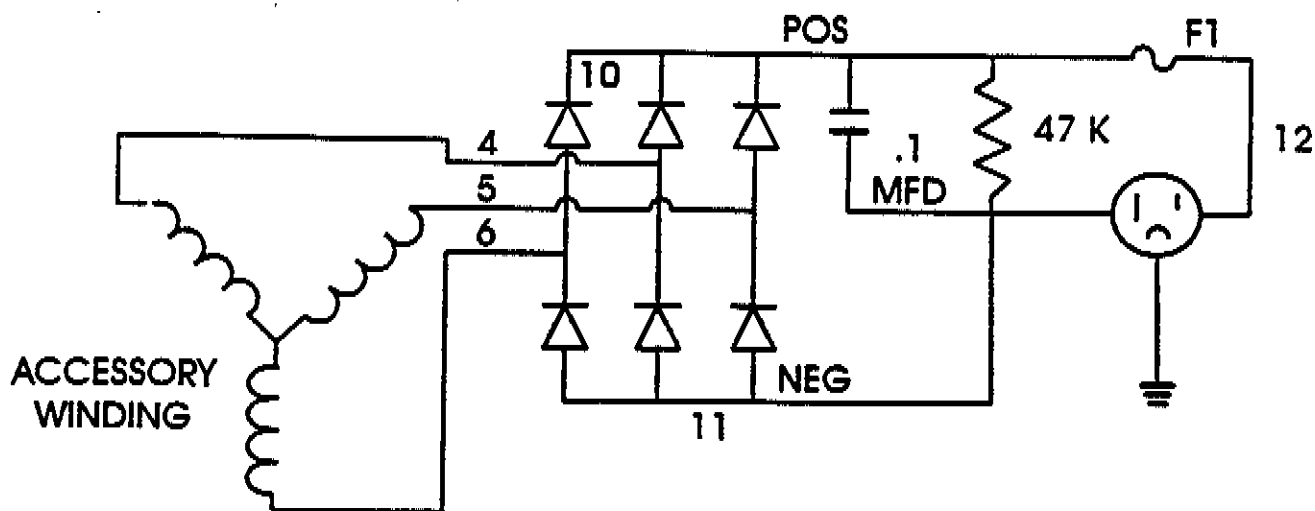 POS
F1
10
47 K
12
4
.1
MFD
5
6
ACCESSORY
WINDING
NEG
11